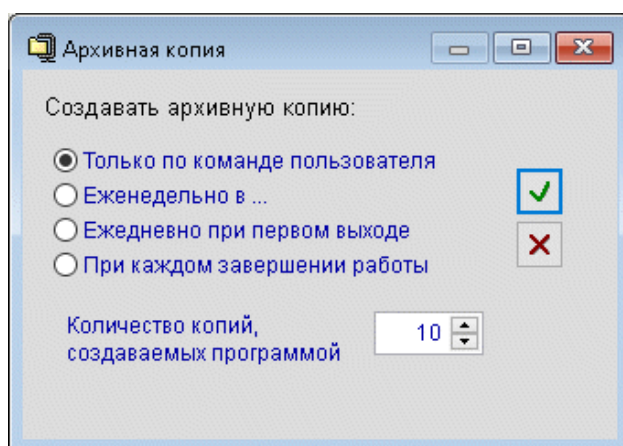 Архивная копия
Создавать архивную копию:
Только по команде пользователя
Еженедельно в ...
Ежедневно при первом выходе
При каждом завершении работы
Количество копий,
создаваемых программой
10